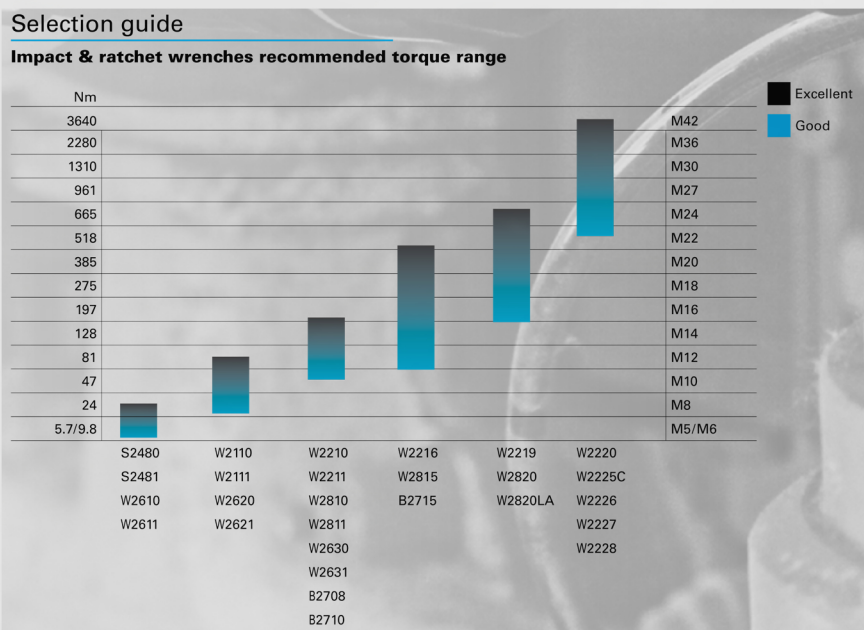 Selection guide
Impact & ratchet wrenches recommended torque range
Excellent
Good
Nm
3640 M42
2280 M36
1310 M30
961 M27
665 M24
518 M22
385 M20
275 M18
197 M16
128 M14
81 M12
47 M10
24 M8
5.7/9.8 M5/M6
S2480 W2110 W2210 W2216 W2219 W2220
S2481 W2111 W2211 W2815 W2820 W2225C
W2610 W2620 W2810 B2715 W2820LA W2226
W2611 W2621 W2811 W2227
W2630 W2228
W2631
B2708
B2710